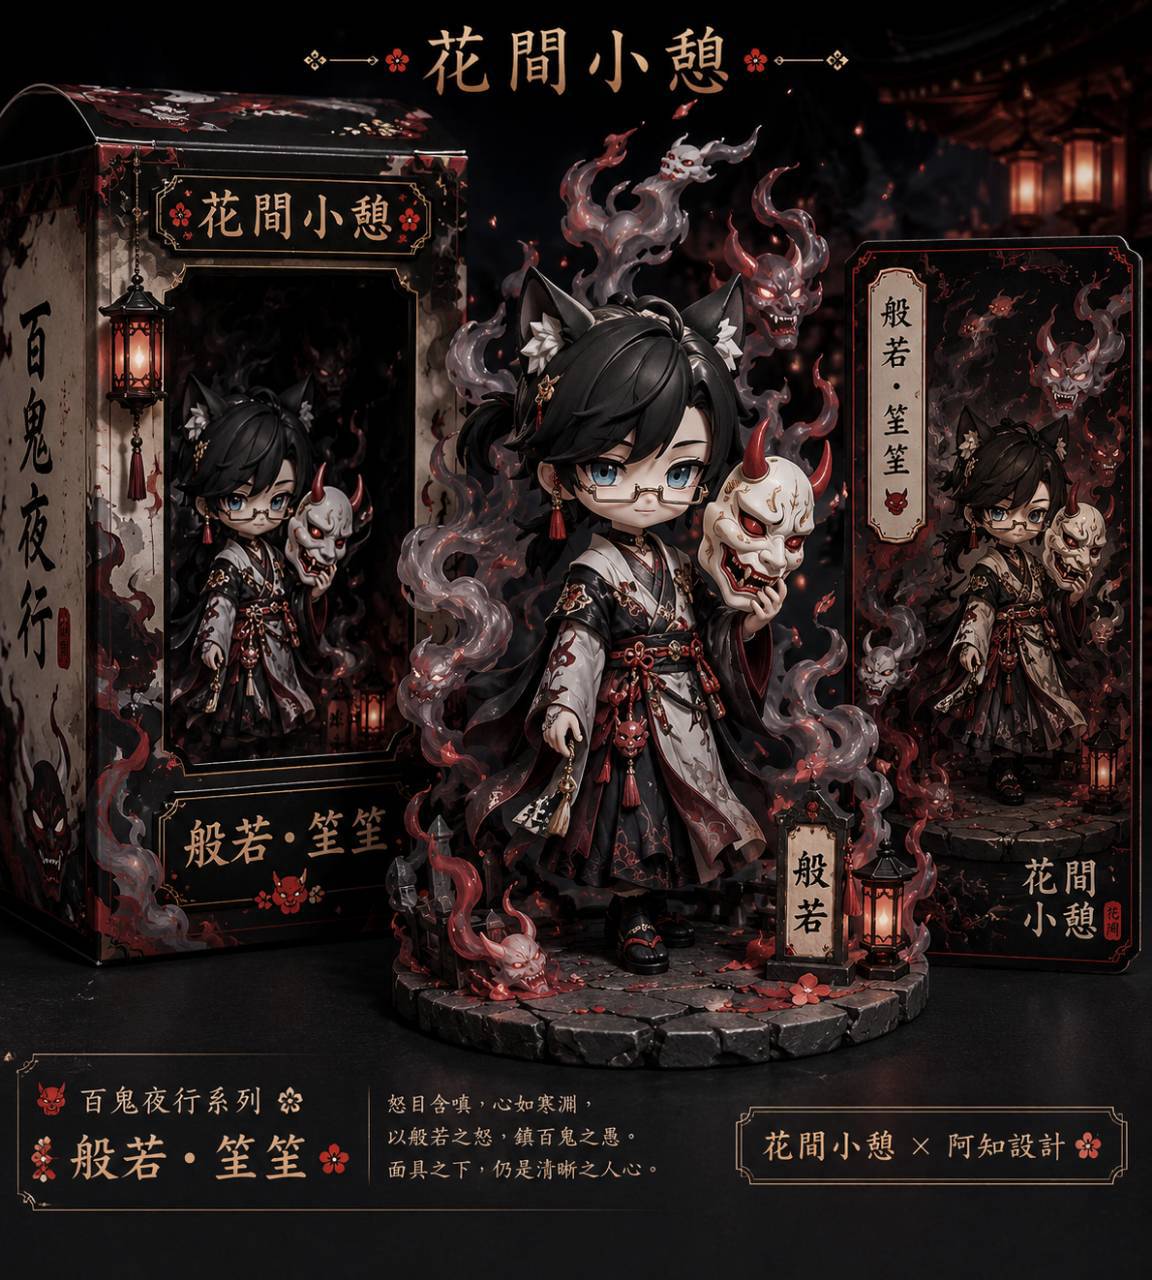 花間小憩
花間小憩
百鬼夜行
般若·笙笙
般若·笙笙
般若
花間
小憩
花間
百鬼夜行系列
般若·笙笙
怒目含嗔，心如寒淵，
以般若之怒，鎮百鬼之愚。
面具之下，仍是清晰之人心。
花間小憩 × 阿知設計